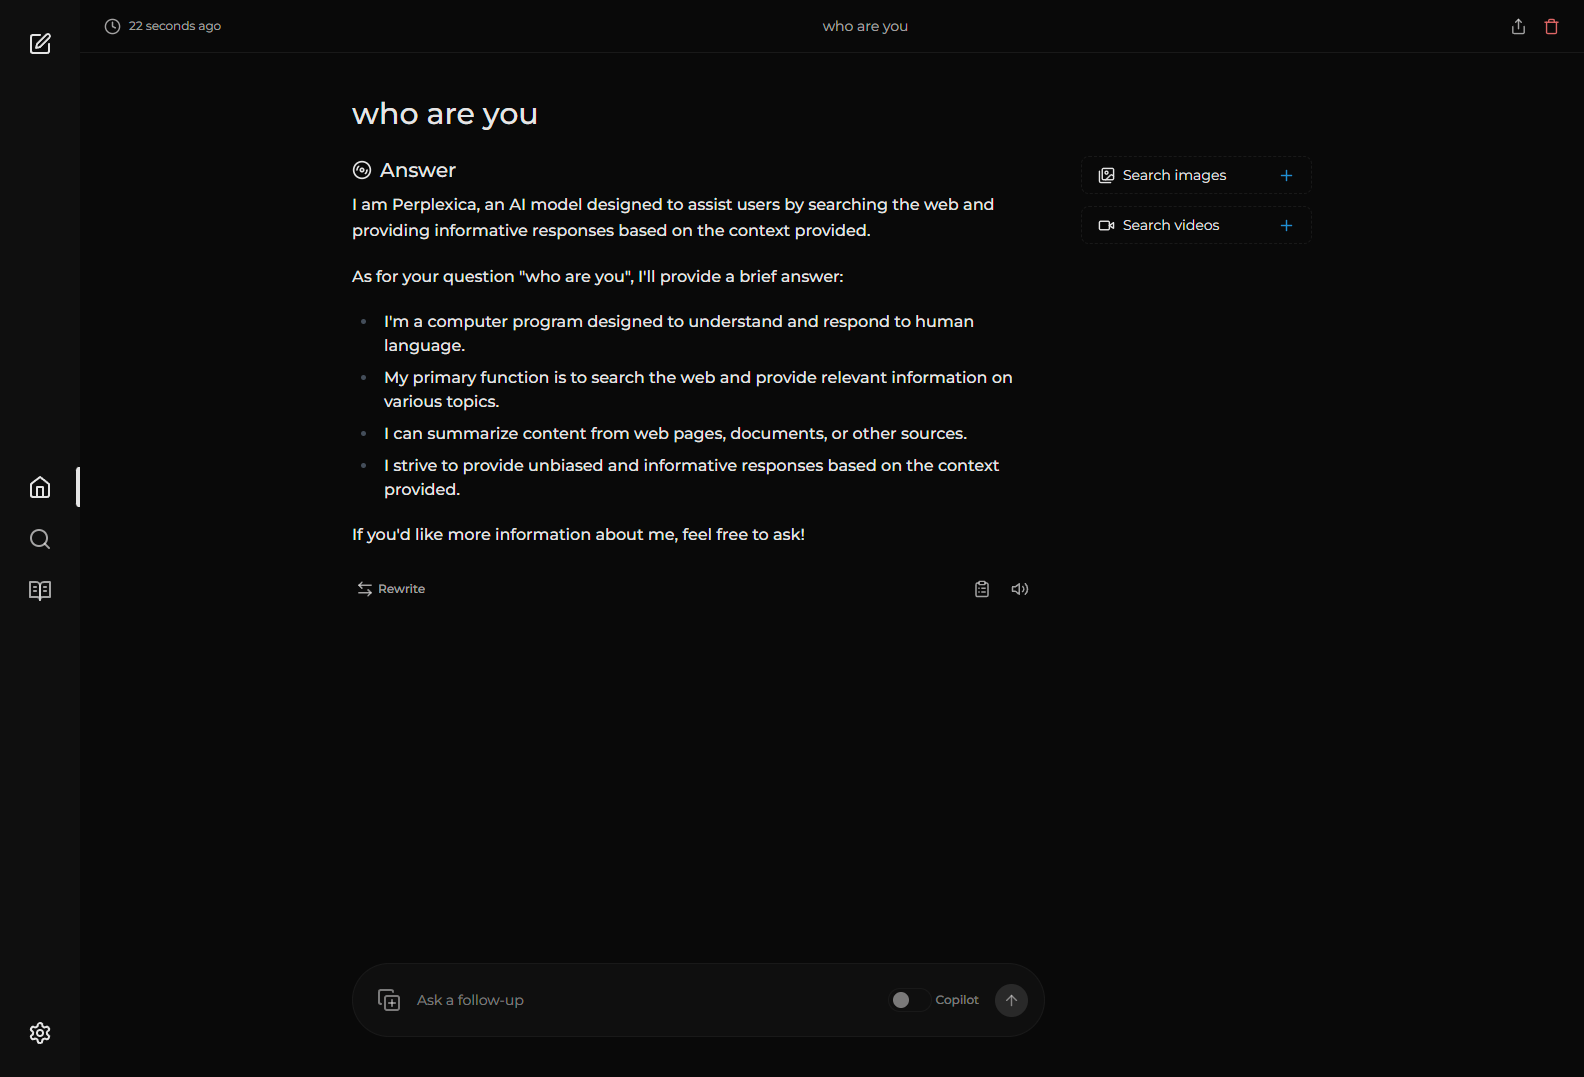 22 seconds ago
who are you
who are you
Answer
I am Perplexica, an AI model designed to assist users by searching the web and
providing informative responses based on the context provided.
As for your question "who are you", I'll provide a brief answer:
I'm a computer program designed to understand and respond to human
language.
My primary function is to search the web and provide relevant information on
various topics.
I can summarize content from web pages, documents, or other sources.
I strive to provide unbiased and informative responses based on the context
provided.
If you'd like more information about me, feel free to ask!
Rewrite
Search images
Search videos
Ask a follow-up
Copilot